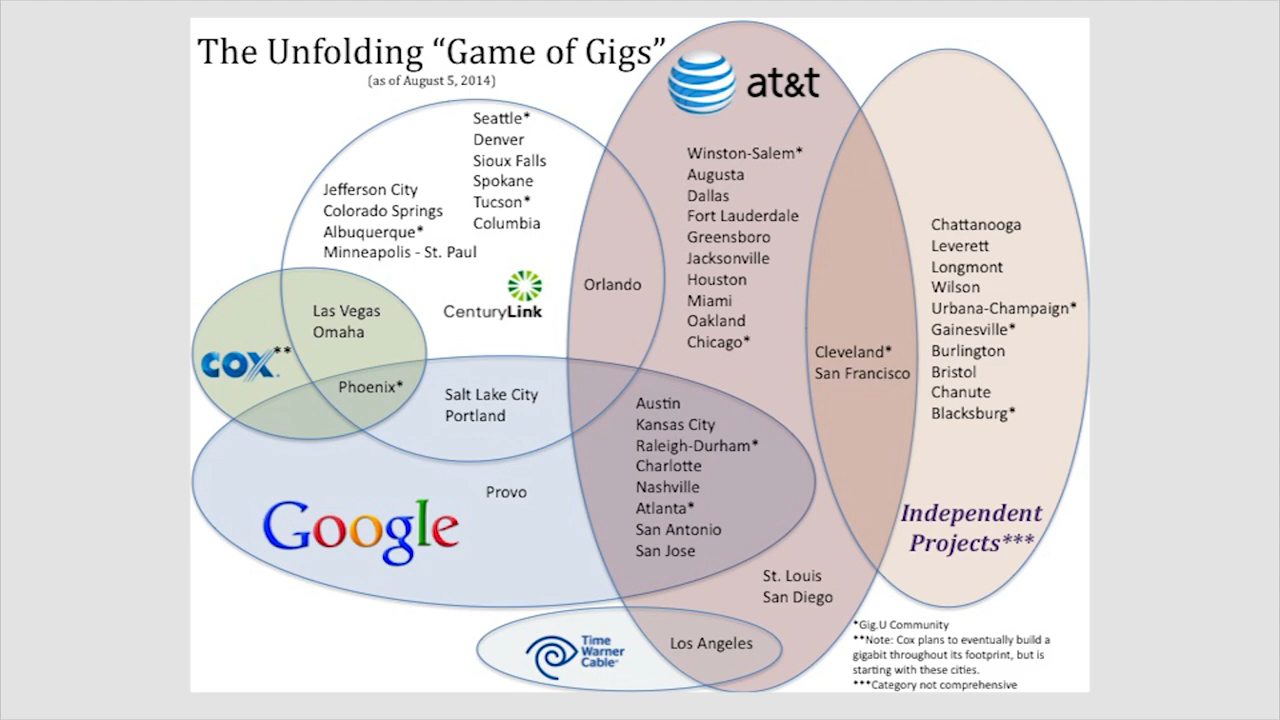 The Unfolding “Game of Gigs”
(as of August 5, 2014)
at&t
Seattle*
Denver
Sioux Falls
Spokane
Tucson*
Columbia
Jefferson City
Colorado Springs
Albuquerque*
Minneapolis - St. Paul
CenturyLink
Las Vegas
Omaha
COX**
Phoenix*
Salt Lake City
Portland
Orlando
Winston-Salem*
Augusta
Dallas
Fort Lauderdale
Greensboro
Jacksonville
Houston
Miami
Oakland
Chicago*
Cleveland*
San Francisco
Chattanooga
Leverett
Longmont
Wilson
Urbana-Champaign*
Gainesville*
Burlington
Bristol
Chanute
Blacksburg*
Independent
Projects***
Austin
Kansas City
Raleigh-Durham*
Charlotte
Nashville
Atlanta*
San Antonio
San Jose
Provo
Google
St. Louis
San Diego
Time
Warner
Cable
Los Angeles
*Gig.U Community
**Note: Cox plans to eventually build a
gigabit throughout its footprint, but is
starting with these cities.
***Category not comprehensive